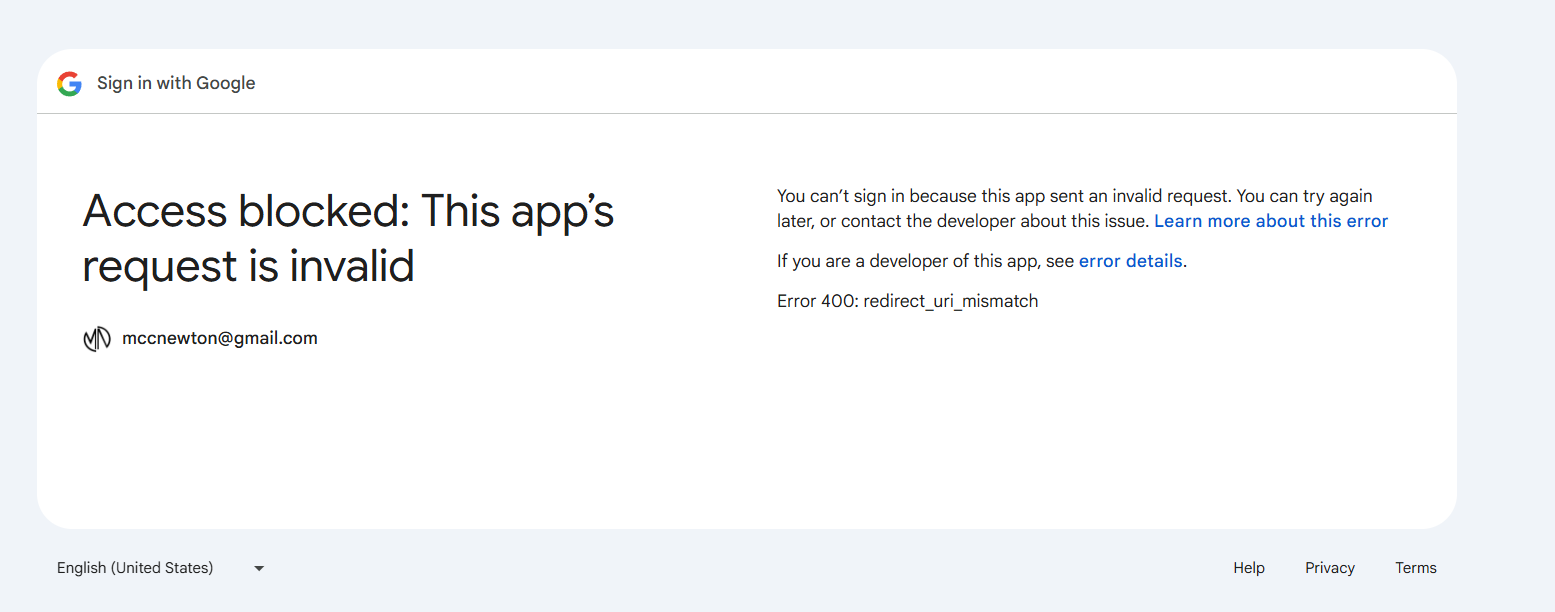 Sign in with Google
Access blocked: This app’s
request is invalid
mccnewton@gmail.com
You can’t sign in because this app sent an invalid request. You can try again
later, or contact the developer about this issue. Learn more about this error
If you are a developer of this app, see error details.
Error 400: redirect_uri_mismatch
English (United States)
Help Privacy Terms